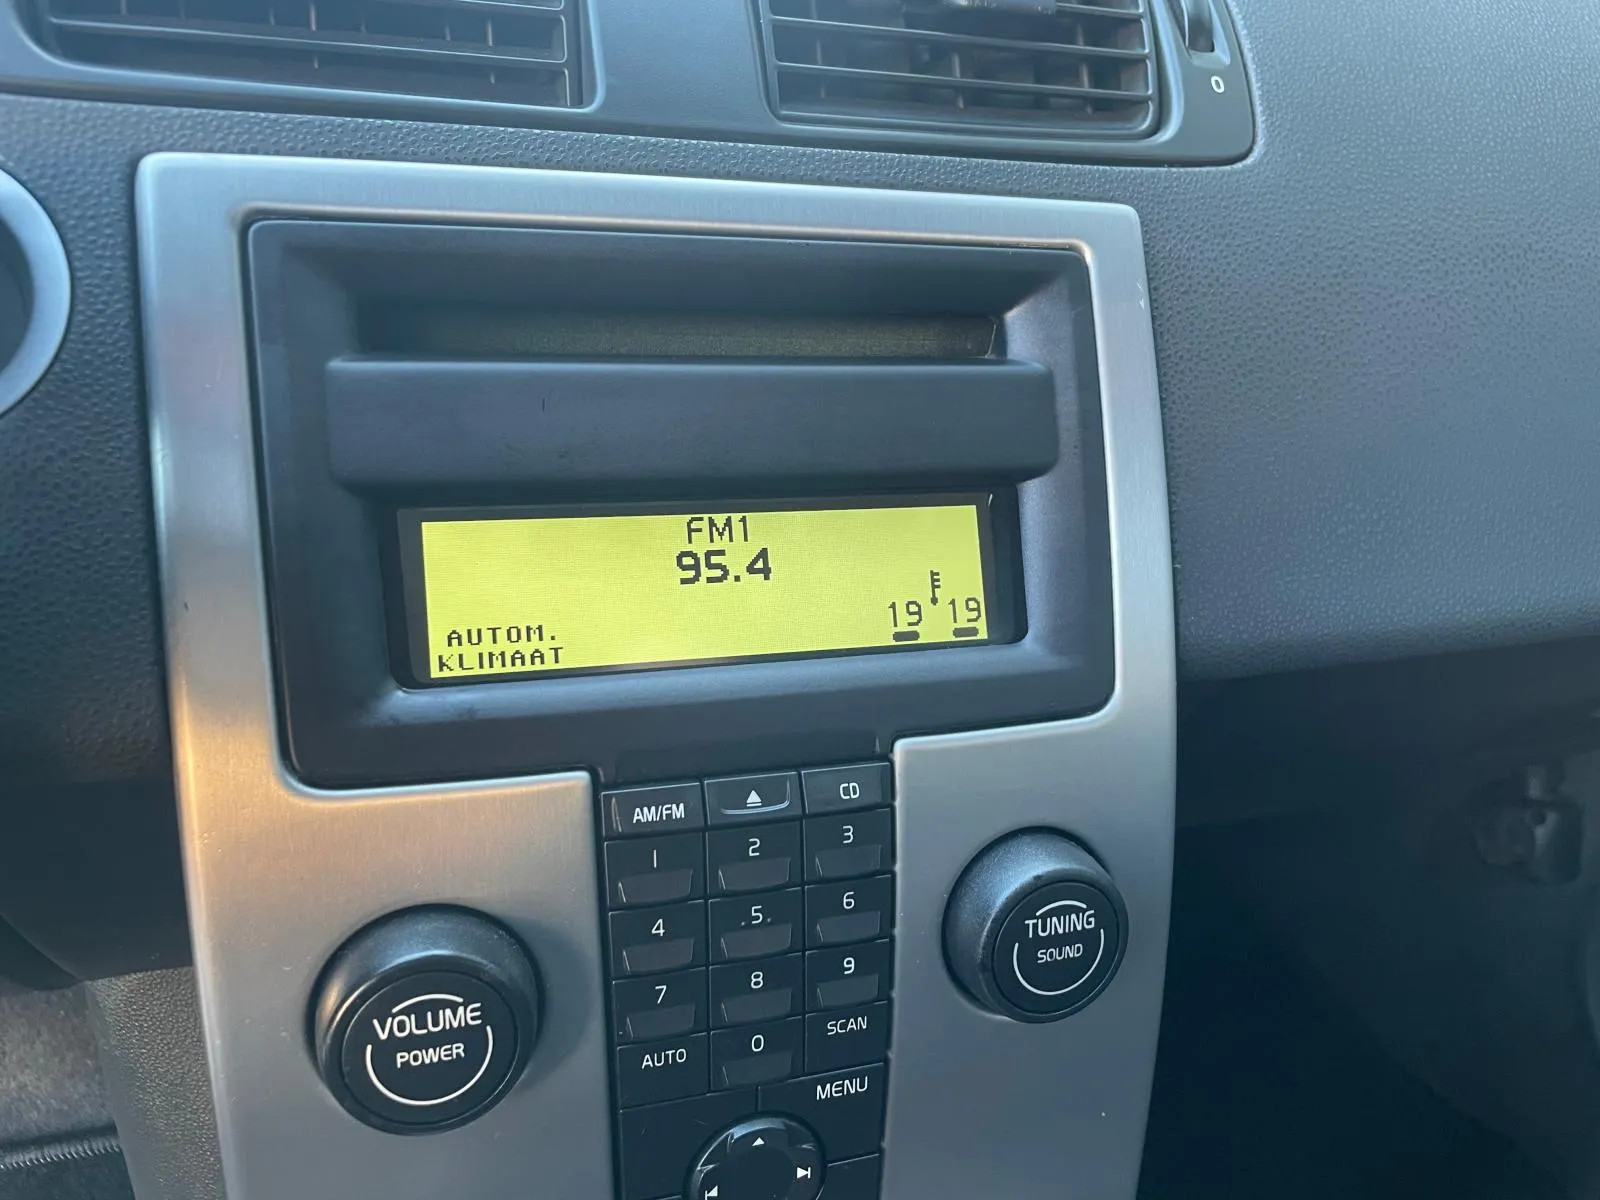 0
FM1
95.4
19 19
AUTOM.
KLIMAAT
AM/FM
CD
1
2
3
4
.5.
6
7
8
9
AUTO
0
SCAN
MENU
VOLUME
POWER
TUNING
SOUND